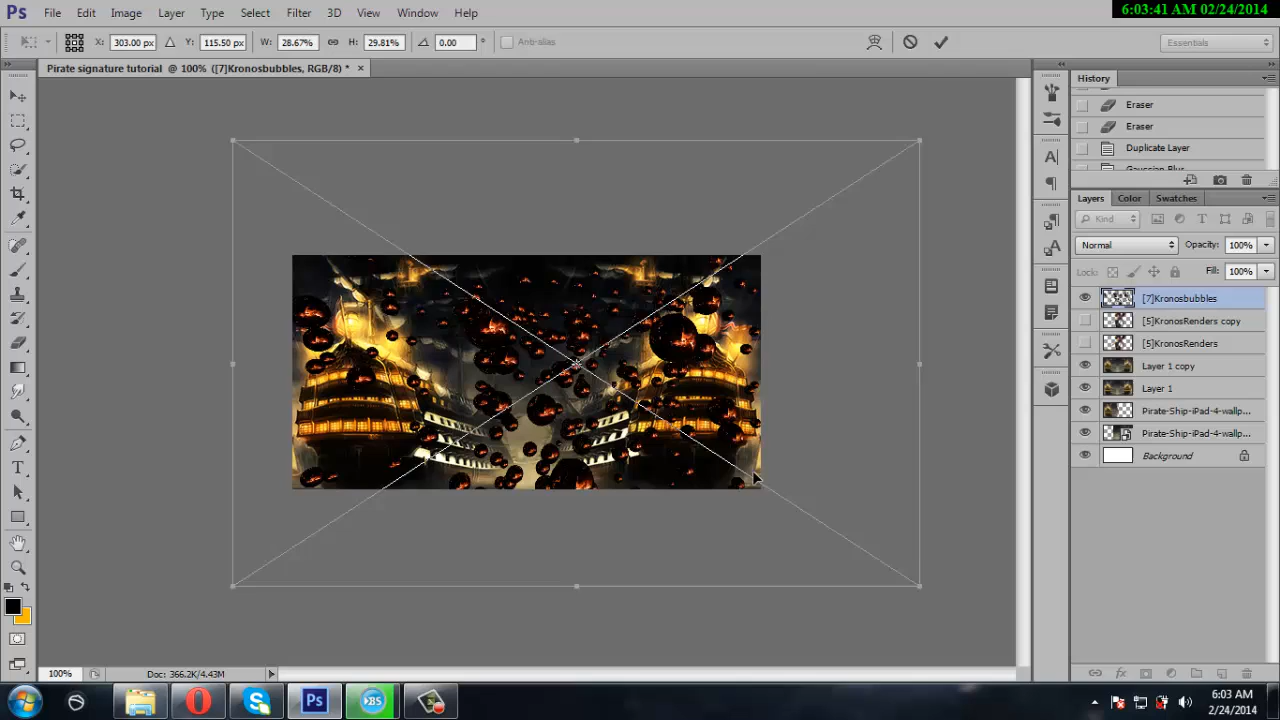 6:03:41 AM 02/24/2014
Ps File Edit Image Layer Type Select Filter 3D View Window Help
X: 303.00 px Y: 115.50 px W: 28.67% H: 29.81% 0.00 ° Anti-alias Essentials
Pirate signature tutorial @ 100% ([7]Kronosbubbles, RGB/8) * ×
History
Eraser
Eraser
Duplicate Layer
Gaussian Blur
Layers Color Swatches
Kind
Normal Opacity: 100%
Lock: Fill: 100%
[7]Kronosbubbles
[5]KronosRenders copy
[5]KronosRenders
Layer 1 copy
Layer 1
Pirate-Ship-iPad-4-wallp...
Pirate-Ship-iPad-4-wallp...
Background
100% Doc: 366.2K/4.43M
Ps
6:03 AM
2/24/2014